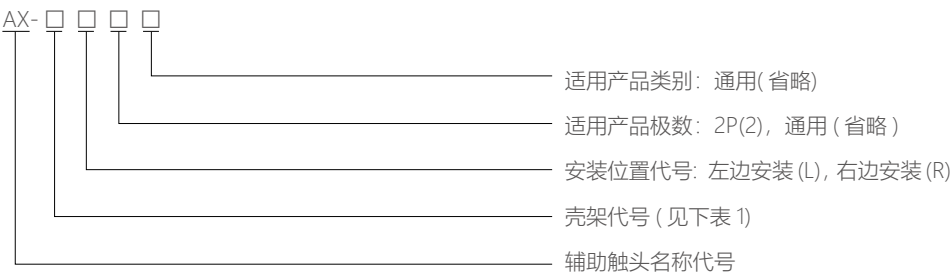 AX-□ □ □ □
适用产品类别：通用( 省略)
适用产品极数：2P(2)，通用 ( 省略 )
安装位置代号: 左边安装 (L) , 右边安装 (R)
壳架代号 ( 见下表 1)
辅助触头名称代号